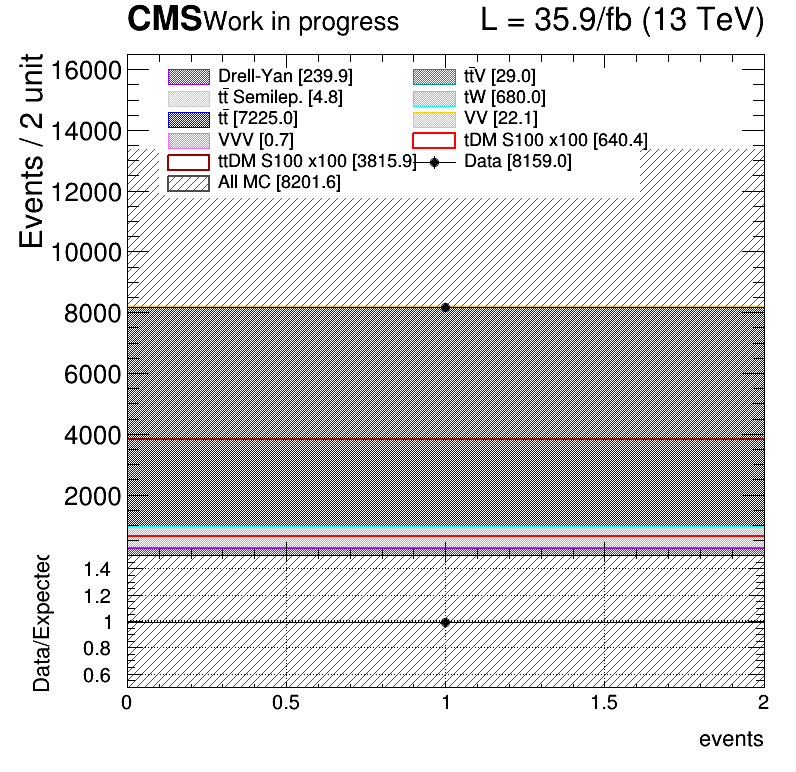 CMS Work in progress L = 35.9/fb (13 TeV)
Events / 2 unit
16000
14000
12000
10000
8000
6000
4000
2000
Drell-Yan [239.9]
tt̄V [29.0]
tt̄ Semilep. [4.8]
tW [680.0]
tt̄ [7225.0]
VV [22.1]
VVV [0.7]
tDM S100 x100 [640.4]
ttDM S100 x100 [3815.9]
Data [8159.0]
All MC [8201.6]
Data/Expected
1.4
1.2
1
0.8
0.6
0 0.5 1 1.5 2
events